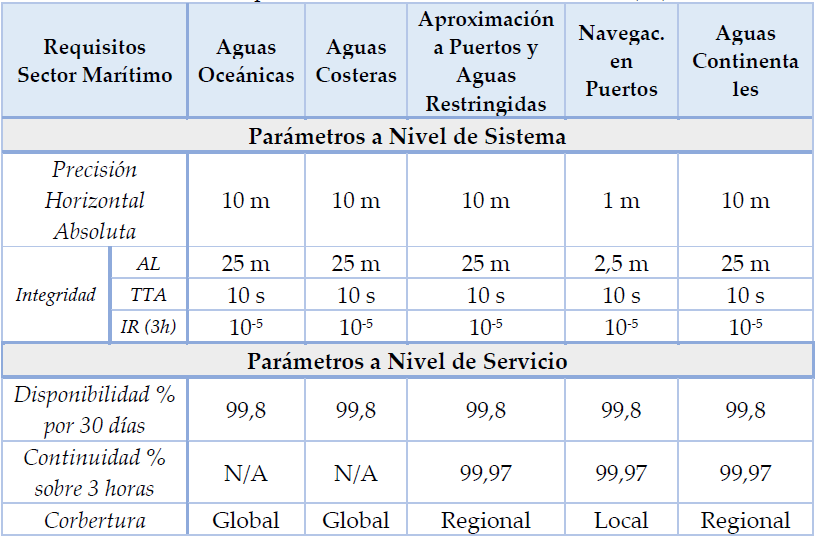 Requisitos Sector Marítimo | Aguas Oceánicas | Aguas Costeras | Aproximación a Puertos y Aguas Restringidas | Navegac. en Puertos | Aguas Continenta les
Parámetros a Nivel de Sistema
Precisión Horizontal Absoluta | 10 m | 10 m | 10 m | 1 m | 10 m
Integridad | AL | 25 m | 25 m | 25 m | 2,5 m | 25 m
TTA | 10 s | 10 s | 10 s | 10 s | 10 s
IR (3h) | 10⁻⁵ | 10⁻⁵ | 10⁻⁵ | 10⁻⁵ | 10⁻⁵
Parámetros a Nivel de Servicio
Disponibilidad % por 30 días | 99,8 | 99,8 | 99,8 | 99,8 | 99,8
Continuidad % sobre 3 horas | N/A | N/A | 99,97 | 99,97 | 99,97
Corbertura | Global | Global | Regional | Local | Regional